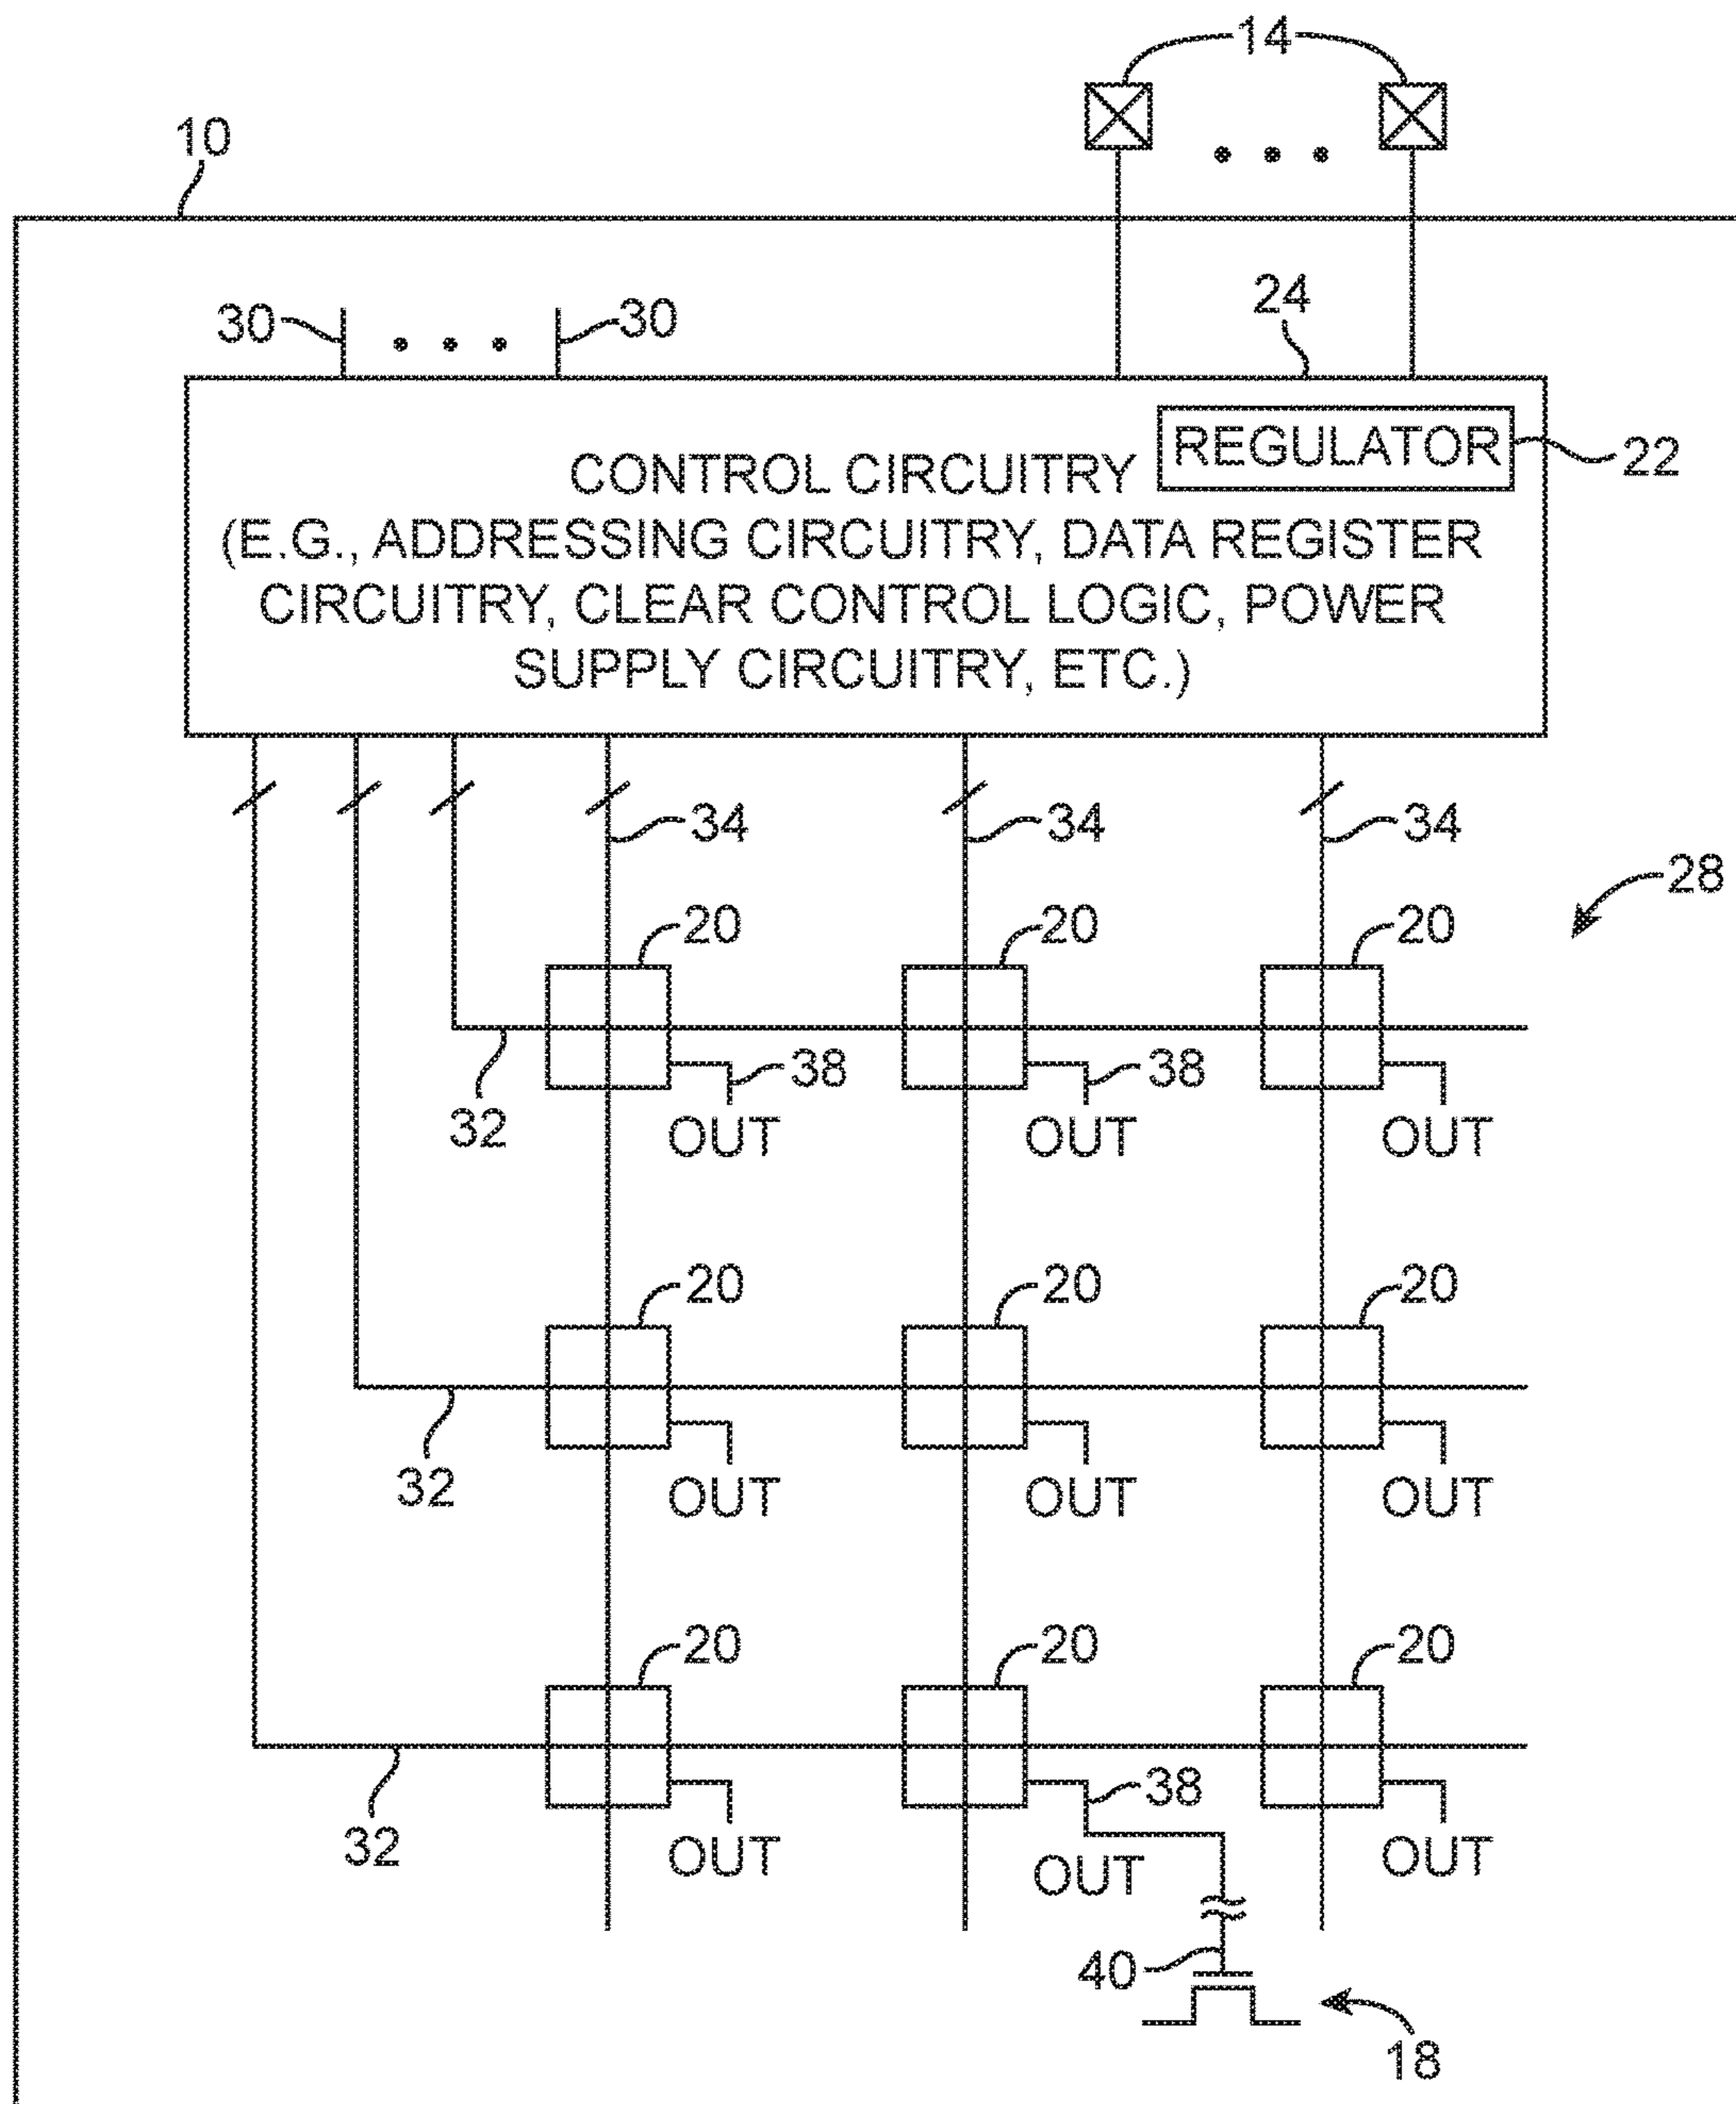 14
10
24
30
30
REGULATOR
22
CONTROL CIRCUITRY
(E.G., ADDRESSING CIRCUITRY, DATA REGISTER
CIRCUITRY, CLEAR CONTROL LOGIC, POWER
SUPPLY CIRCUITRY, ETC.)
34
34
34
28
20
20
20
38
38
32
OUT
OUT
OUT
20
20
20
32
OUT
OUT
OUT
20
20
20
38
32
OUT
OUT
OUT
40
18